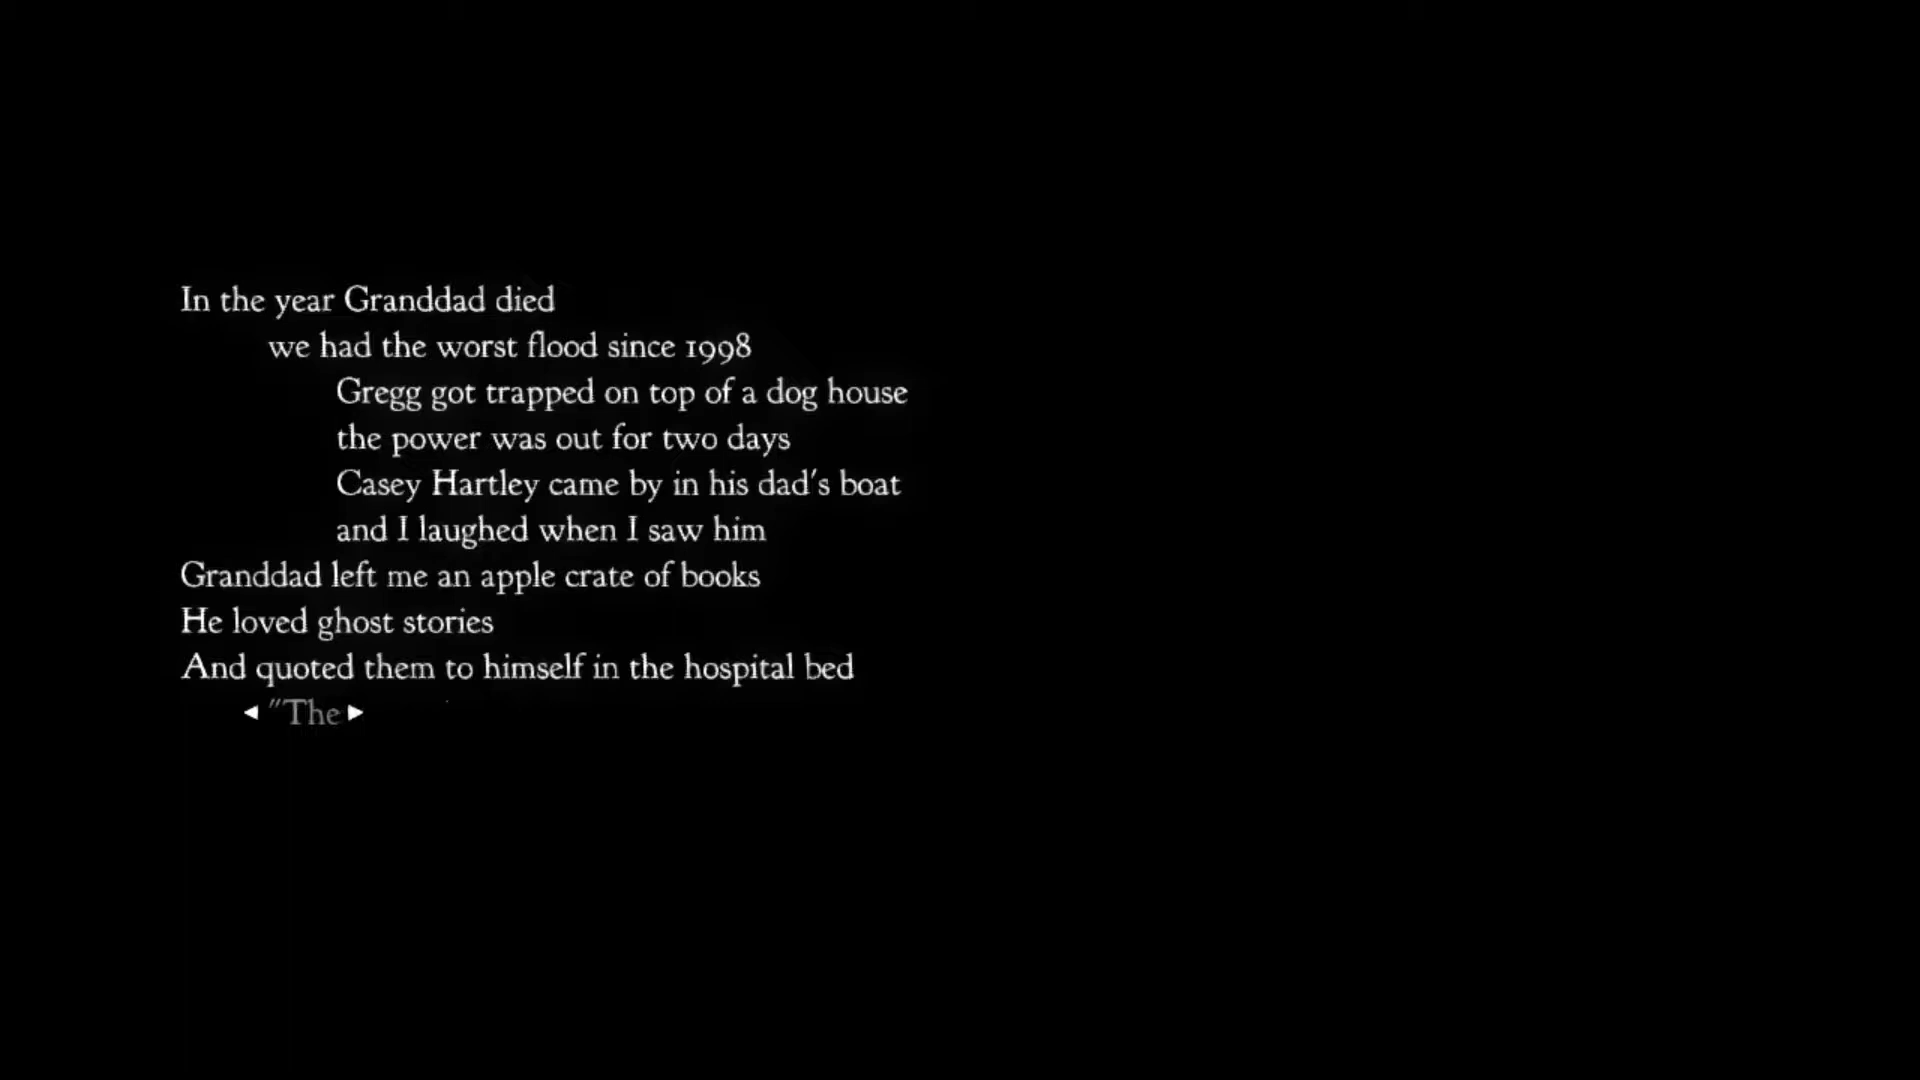 In the year Granddad died
we had the worst flood since 1998
Gregg got trapped on top of a dog house
the power was out for two days
Casey Hartley came by in his dad's boat
and I laughed when I saw him
Granddad left me an apple crate of books
He loved ghost stories
And quoted them to himself in the hospital bed
◄ "The ►